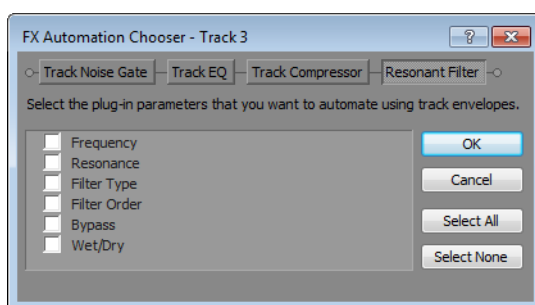 FX Automation Chooser - Track 3
Track Noise Gate Track EQ Track Compressor Resonant Filter
Select the plug-in parameters that you want to automate using track envelopes.
Frequency
Resonance
Filter Type
Filter Order
Bypass
Wet/Dry
OK
Cancel
Select All
Select None